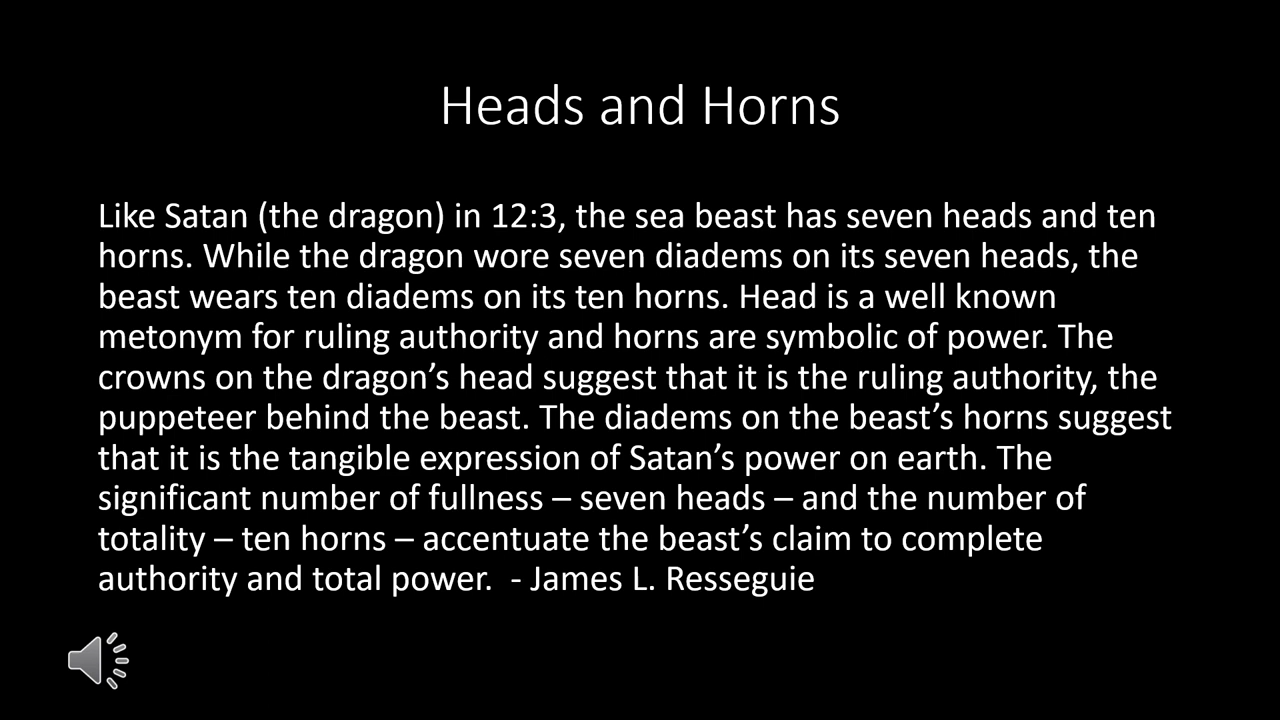 Heads and Horns
Like Satan (the dragon) in 12:3, the sea beast has seven heads and ten
horns. While the dragon wore seven diadems on its seven heads, the
beast wears ten diadems on its ten horns. Head is a well known
metonym for ruling authority and horns are symbolic of power. The
crowns on the dragon’s head suggest that it is the ruling authority, the
puppeteer behind the beast. The diadems on the beast’s horns suggest
that it is the tangible expression of Satan’s power on earth. The
significant number of fullness – seven heads – and the number of
totality – ten horns – accentuate the beast’s claim to complete
authority and total power.  - James L. Resseguie